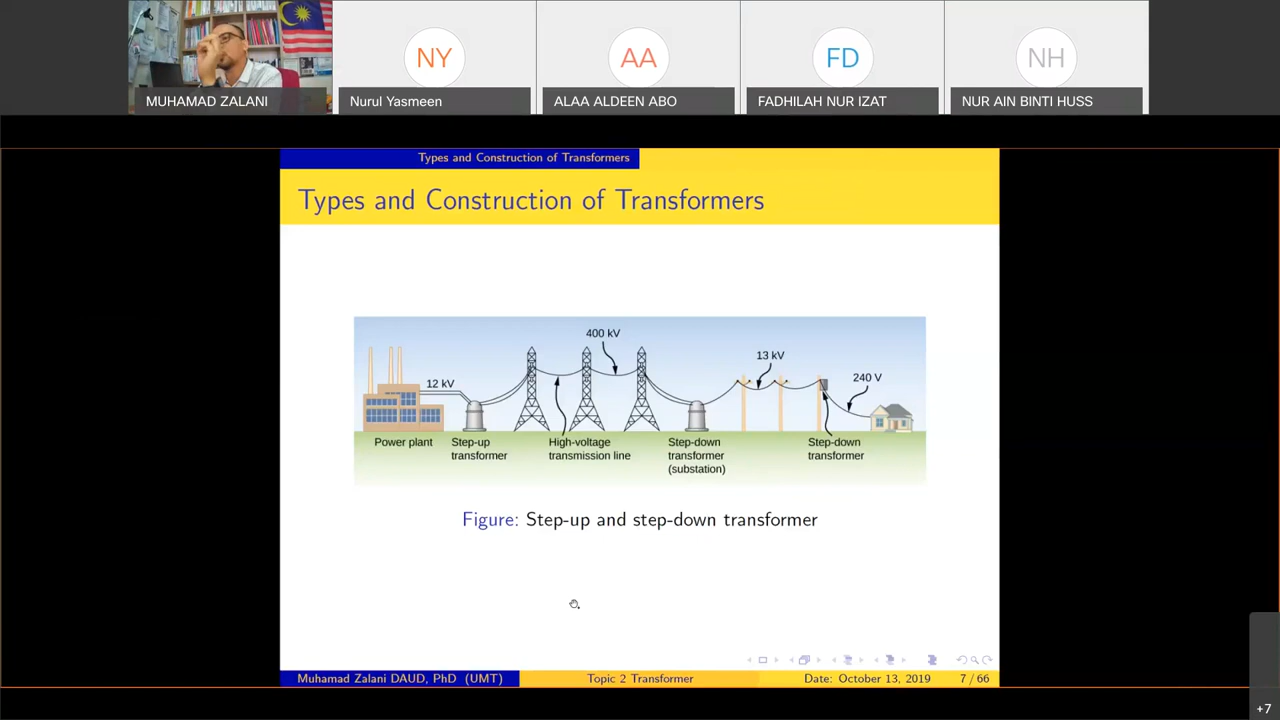 NY
AA
FD
NH
MUHAMAD ZALANI
Nurul Yasmeen
ALAA ALDEEN ABO
FADHILAH NUR IZAT
NUR AIN BINTI HUSS
Types and Construction of Transformers
Types and Construction of Transformers
400 kV
13 kV
12 kV
240 V
Power plant
Step-up
transformer
High-voltage
transmission line
Step-down
transformer
(substation)
Step-down
transformer
Figure: Step-up and step-down transformer
Muhamad Zalani DAUD, PhD (UMT)
Topic 2 Transformer
Date: October 13, 2019
7 / 66
+7